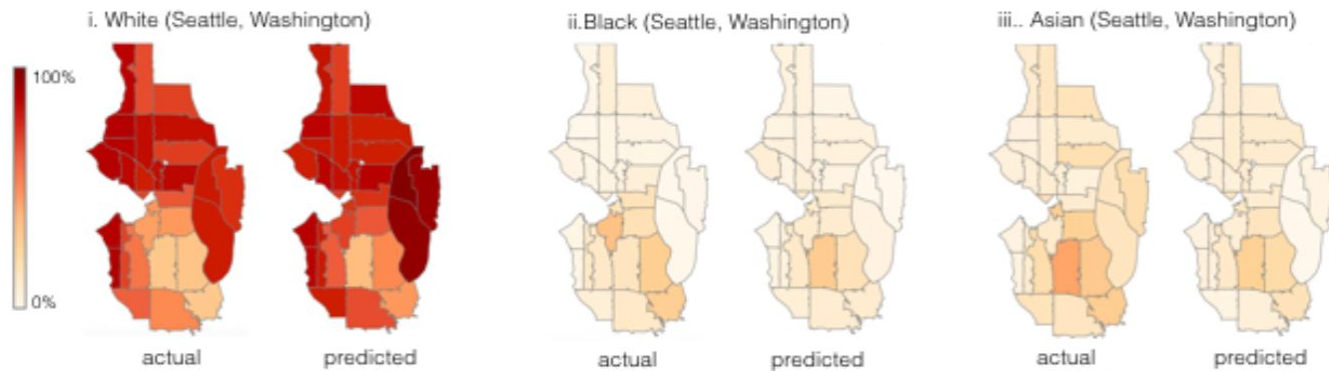 i. White (Seattle, Washington)
ii.Black (Seattle, Washington)
iii.. Asian (Seattle, Washington)
100%
0%
actual
predicted
actual
predicted
actual
predicted